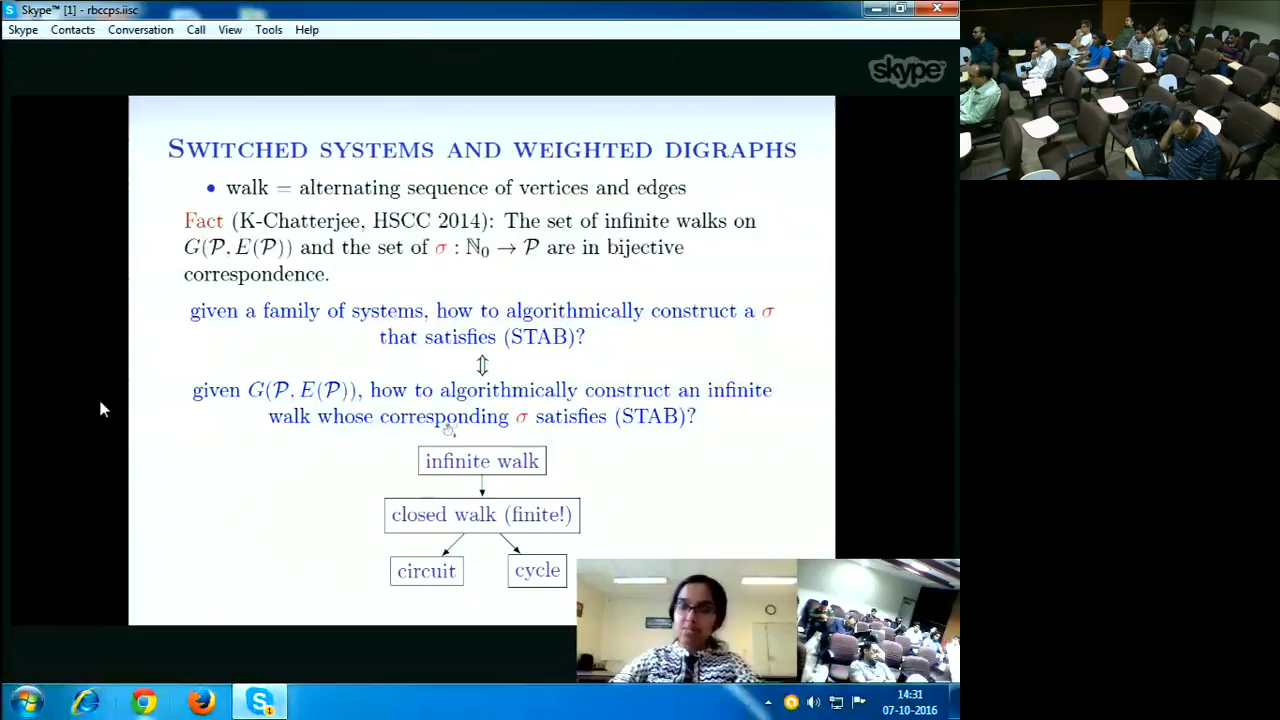 Skype™ [1] - rbccps.iisc
Skype Contacts Conversation Call View Tools Help
skype
SWITCHED SYSTEMS AND WEIGHTED DIGRAPHS
• walk = alternating sequence of vertices and edges
Fact (K-Chatterjee, HSCC 2014): The set of infinite walks on
G(P, E(P)) and the set of σ : ℕ₀ → P are in bijective
correspondence.
given a family of systems, how to algorithmically construct a σ
that satisfies (STAB)?
⇕
given G(P, E(P)), how to algorithmically construct an infinite
walk whose corresponding σ satisfies (STAB)?
infinite walk
closed walk (finite!)
circuit
cycle
14:31
07-10-2016